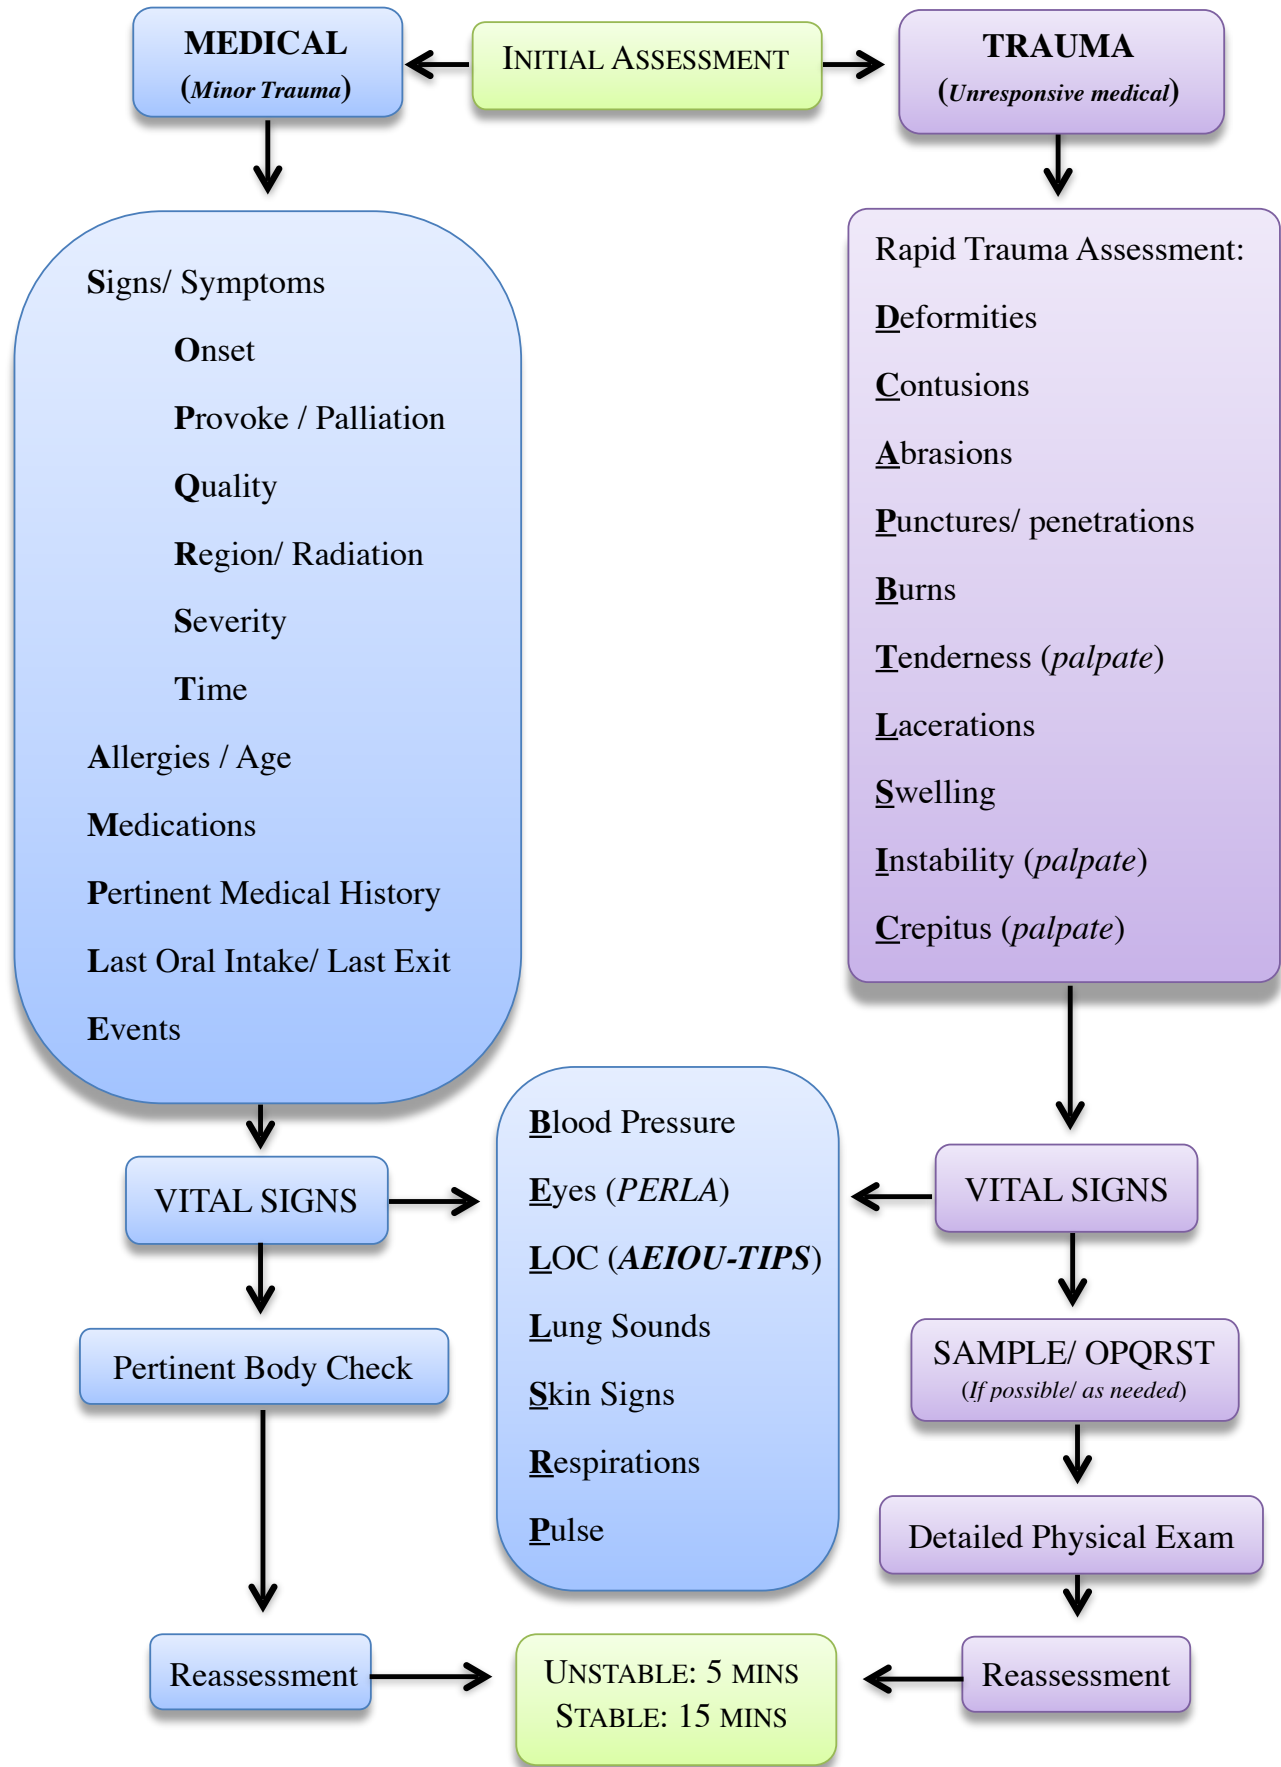 MEDICAL
(Minor Trauma)
INITIAL ASSESSMENT
TRAUMA
(Unresponsive medical)
Signs/ Symptoms
Onset
Provoke / Palliation
Quality
Region/ Radiation
Severity
Time
Allergies / Age
Medications
Pertinent Medical History
Last Oral Intake/ Last Exit
Events
Rapid Trauma Assessment:
Deformities
Contusions
Abrasions
Punctures/ penetrations
Burns
Tenderness (palpate)
Lacerations
Swelling
Instability (palpate)
Crepitus (palpate)
VITAL SIGNS
Blood Pressure
Eyes (PERLA)
LOC (AEIOU-TIPS)
Lung Sounds
Skin Signs
Respirations
Pulse
VITAL SIGNS
Pertinent Body Check
SAMPLE/ OPQRST
(If possible/ as needed)
Detailed Physical Exam
Reassessment
UNSTABLE: 5 MINS
STABLE: 15 MINS
Reassessment